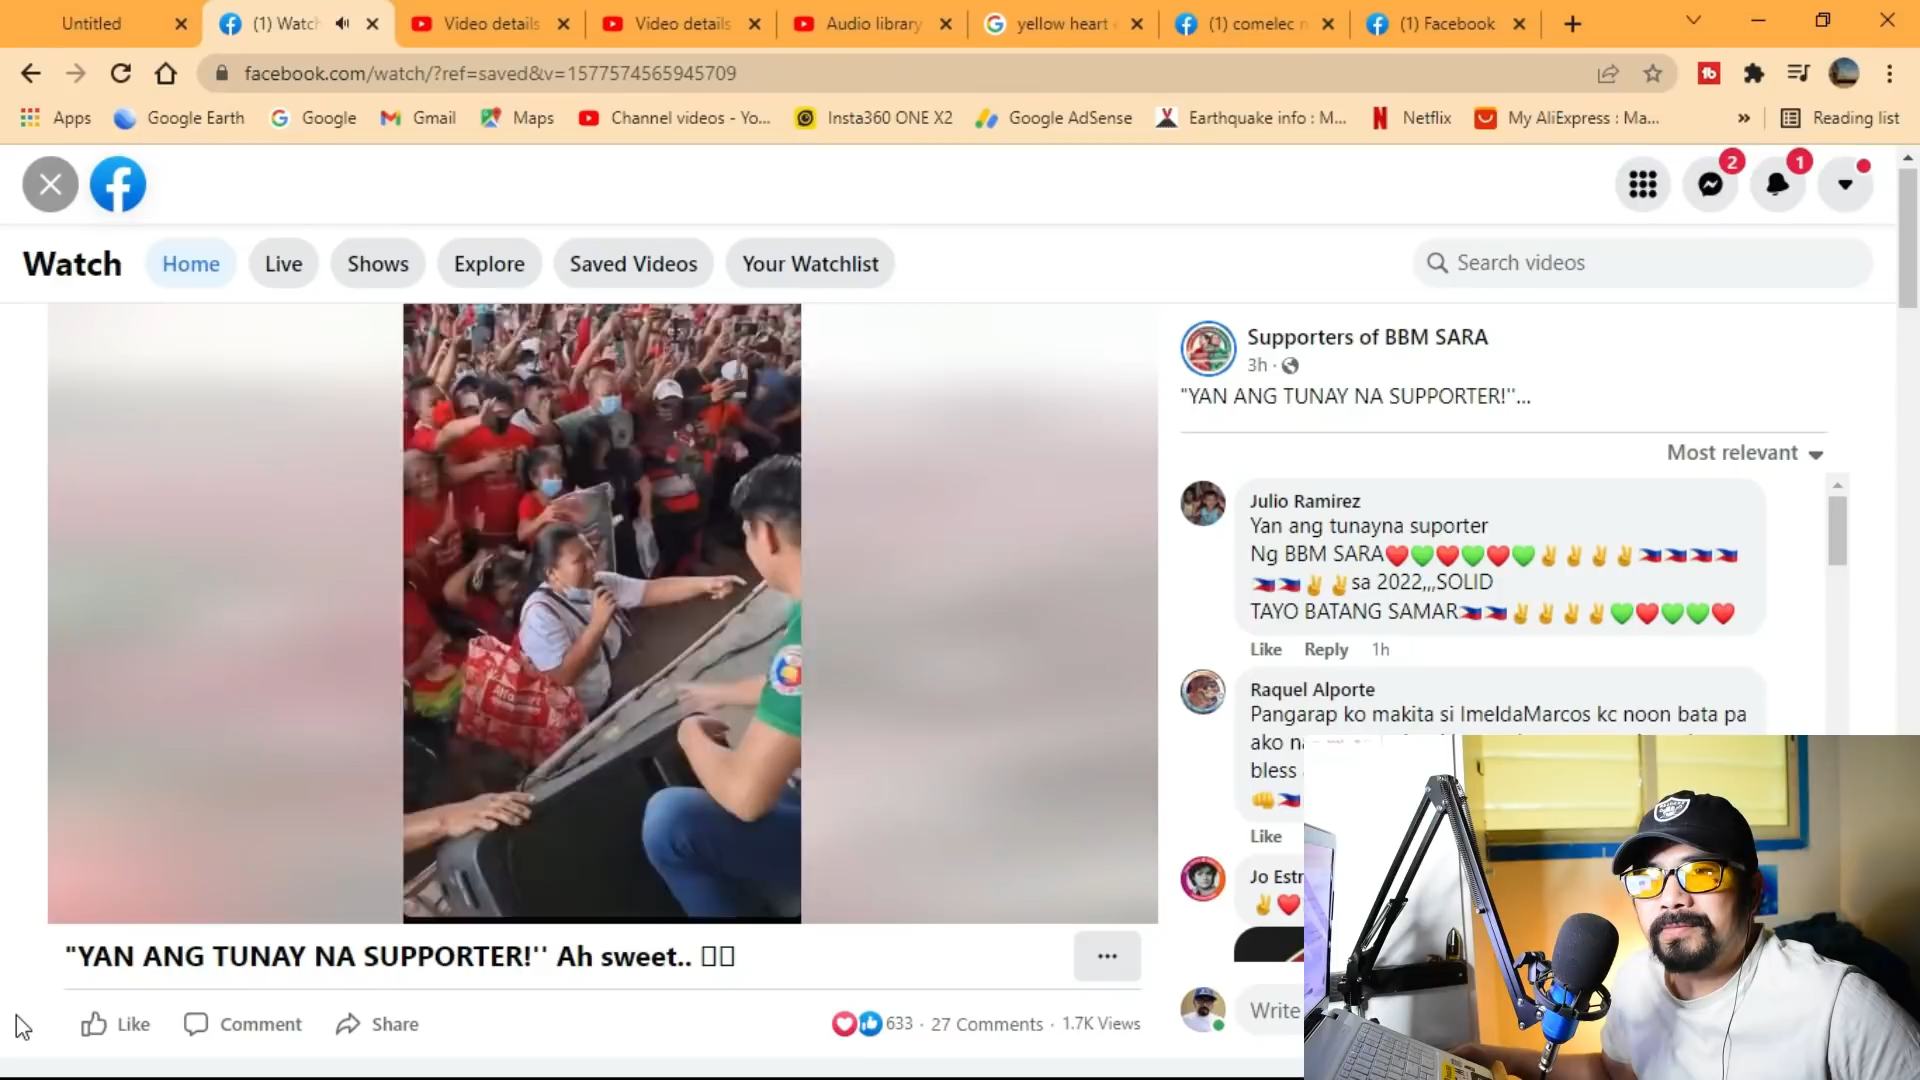 Untitled
(1) Watch
Video details
Video details
Audio library
yellow heart
(1) comelec n
(1) Facebook
facebook.com/watch/?ref=saved&v=1577574565945709
Apps
Google Earth
Google
Gmail
Maps
Channel videos - Yo...
Insta360 ONE X2
Google AdSense
Earthquake info : M...
Netflix
My AliExpress : Ma...
»
Reading list
2
1
Watch
Home
Live
Shows
Explore
Saved Videos
Your Watchlist
Search videos
Supporters of BBM SARA
3h ·
"YAN ANG TUNAY NA SUPPORTER!''...
Most relevant
Julio Ramirez
Yan ang tunayna suporter
Ng BBM SARA❤️💚❤️💚❤️💚✌️✌️✌️✌️🇵🇭🇵🇭🇵🇭🇵🇭
🇵🇭🇵🇭✌️✌️sa 2022,,,SOLID
TAYO BATANG SAMAR🇵🇭🇵🇭✌️✌️✌️✌️💚❤️💚💚❤️
Like Reply 1h
Raquel Alporte
Pangarap ko makita si ImeldaMarcos kc noon bata pa
ako
bless
👊🇵🇭
Like
Jo Estr
✌️❤️
Write
"YAN ANG TUNAY NA SUPPORTER!'' Ah sweet.. □□
...
Like
Comment
Share
633 · 27 Comments · 1.7K Views